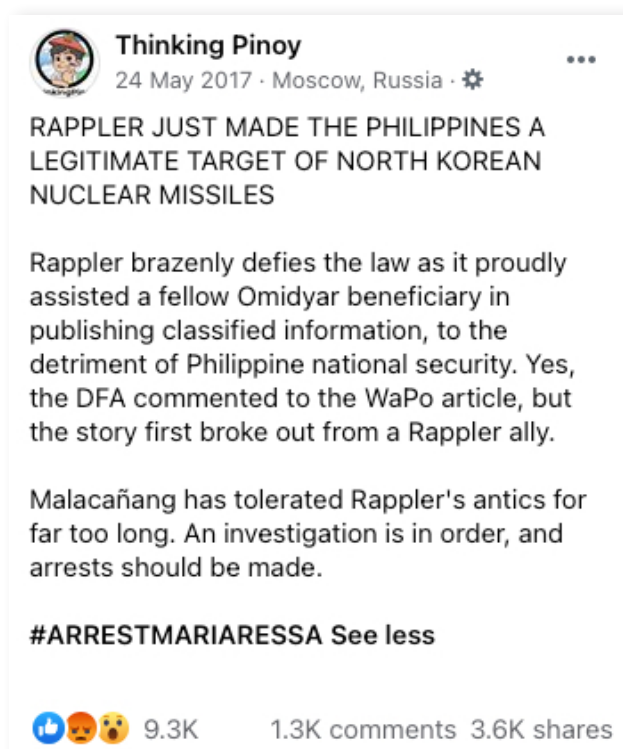 Thinking Pinoy
24 May 2017 · Moscow, Russia ·
RAPPLER JUST MADE THE PHILIPPINES A
LEGITIMATE TARGET OF NORTH KOREAN
NUCLEAR MISSILES
Rappler brazenly defies the law as it proudly
assisted a fellow Omidyar beneficiary in
publishing classified information, to the
detriment of Philippine national security. Yes,
the DFA commented to the WaPo article, but
the story first broke out from a Rappler ally.
Malacañang has tolerated Rappler's antics for
far too long. An investigation is in order, and
arrests should be made.
#ARRESTMARIARESSA See less
9.3K 1.3K comments 3.6K shares